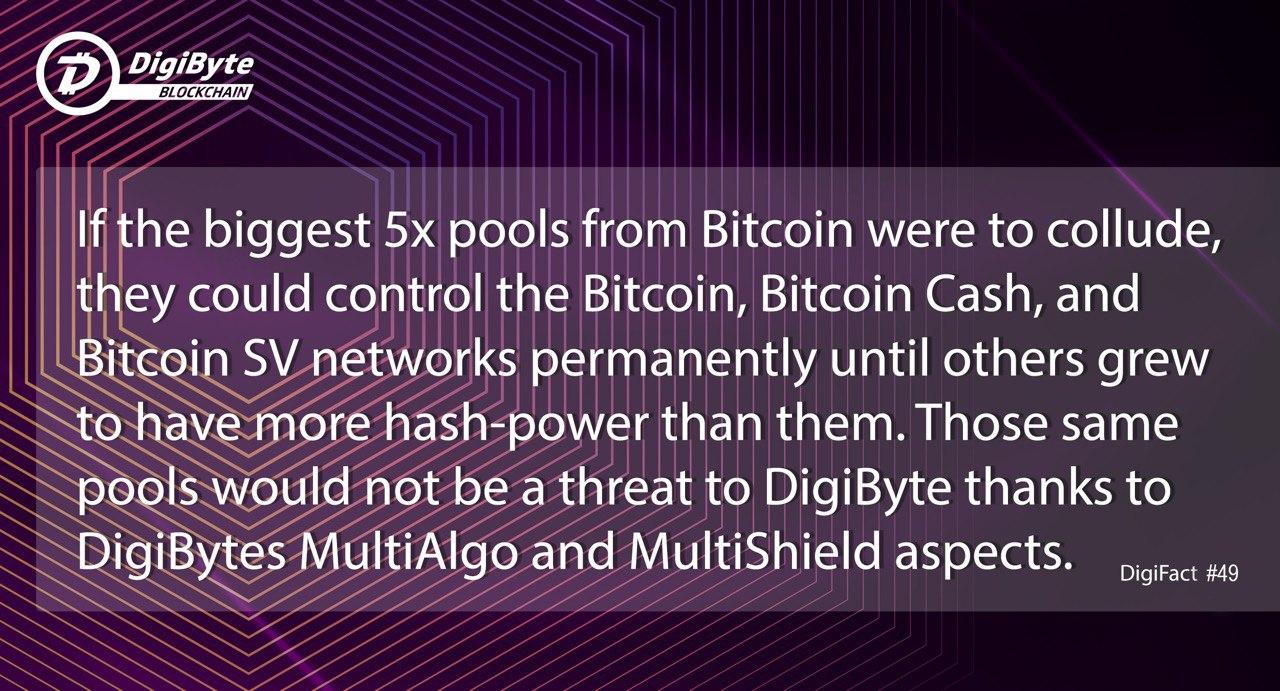 DigiByte
BLOCKCHAIN
If the biggest 5x pools from Bitcoin were to collude,
they could control the Bitcoin, Bitcoin Cash, and
Bitcoin SV networks permanently until others grew
to have more hash-power than them. Those same
pools would not be a threat to DigiByte thanks to
DigiBytes MultiAlgo and MultiShield aspects.
DigiFact #49